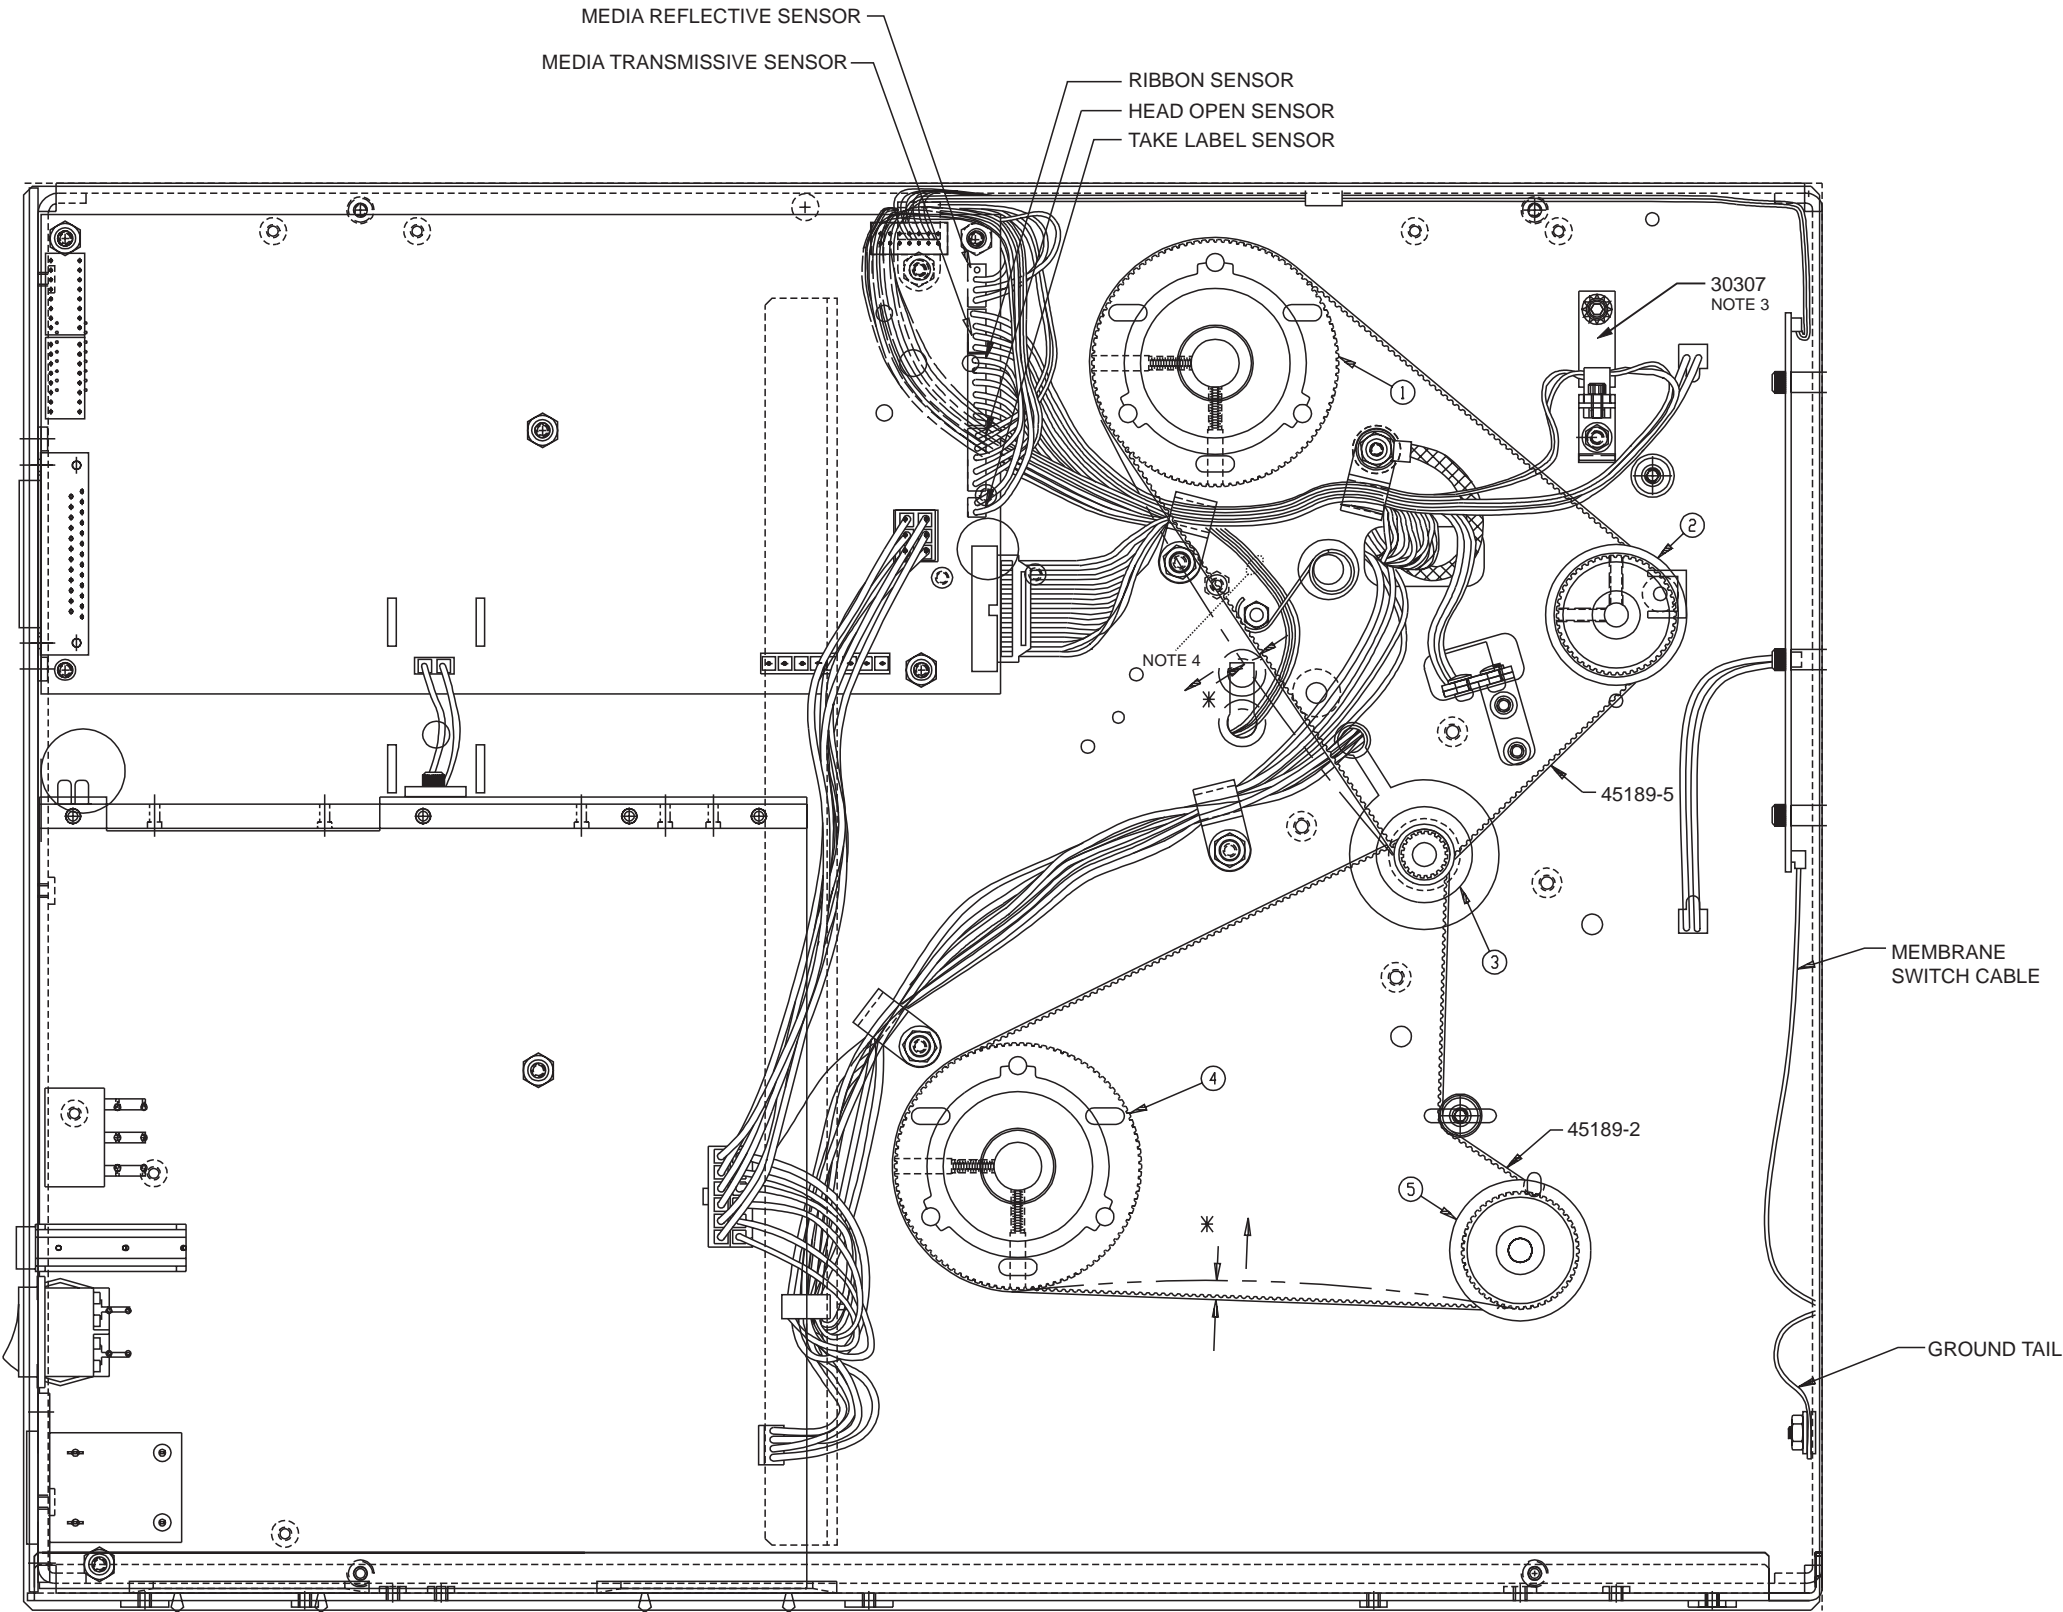 MEDIA REFLECTIVE SENSOR
MEDIA TRANSMISSIVE SENSOR
RIBBON SENSOR
HEAD OPEN SENSOR
TAKE LABEL SENSOR
30307
NOTE 3
1
2
NOTE 4
*
45189-5
3
MEMBRANE
SWITCH CABLE
4
45189-2
5
*
GROUND TAIL